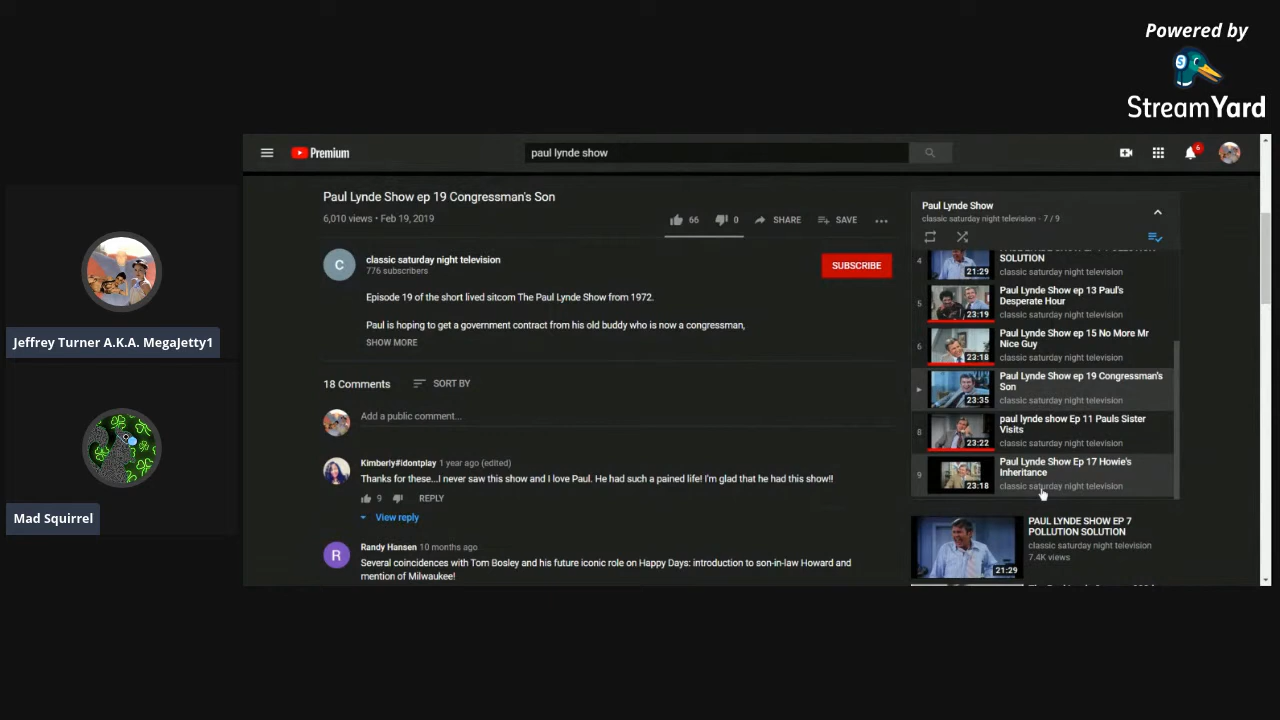 Powered by
StreamYard
Premium
paul lynde show
6
Paul Lynde Show ep 19 Congressman's Son
6,010 views • Feb 19, 2019
66
0
SHARE
SAVE
C
classic saturday night television
776 subscribers
SUBSCRIBE
Episode 19 of the short lived sitcom The Paul Lynde Show from 1972.
Paul is hoping to get a government contract from his old buddy who is now a congressman,
SHOW MORE
18 Comments
SORT BY
Add a public comment...
Kimberly#idontplay 1 year ago (edited)
Thanks for these...I never saw this show and I love Paul. He had such a pained life! I'm glad that he had this show!!
9
REPLY
View reply
R
Randy Hansen 10 months ago
Several coincidences with Tom Bosley and his future iconic role on Happy Days: introduction to son-in-law Howard and
mention of Milwaukee!
Paul Lynde Show
classic saturday night television - 7 / 9
4
21:29
SOLUTION
classic saturday night television
5
23:19
Paul Lynde Show ep 13 Paul's
Desperate Hour
classic saturday night television
6
23:18
Paul Lynde Show ep 15 No More Mr
Nice Guy
classic saturday night television
23:35
Paul Lynde Show ep 19 Congressman's
Son
classic saturday night television
8
23:22
paul lynde show Ep 11 Pauls Sister
Visits
classic saturday night television
9
23:18
Paul Lynde Show Ep 17 Howie's
Inheritance
classic saturday night television
21:29
PAUL LYNDE SHOW EP 7
POLLUTION SOLUTION
classic saturday night television
7.4K views
Jeffrey Turner A.K.A. MegaJetty1
Mad Squirrel